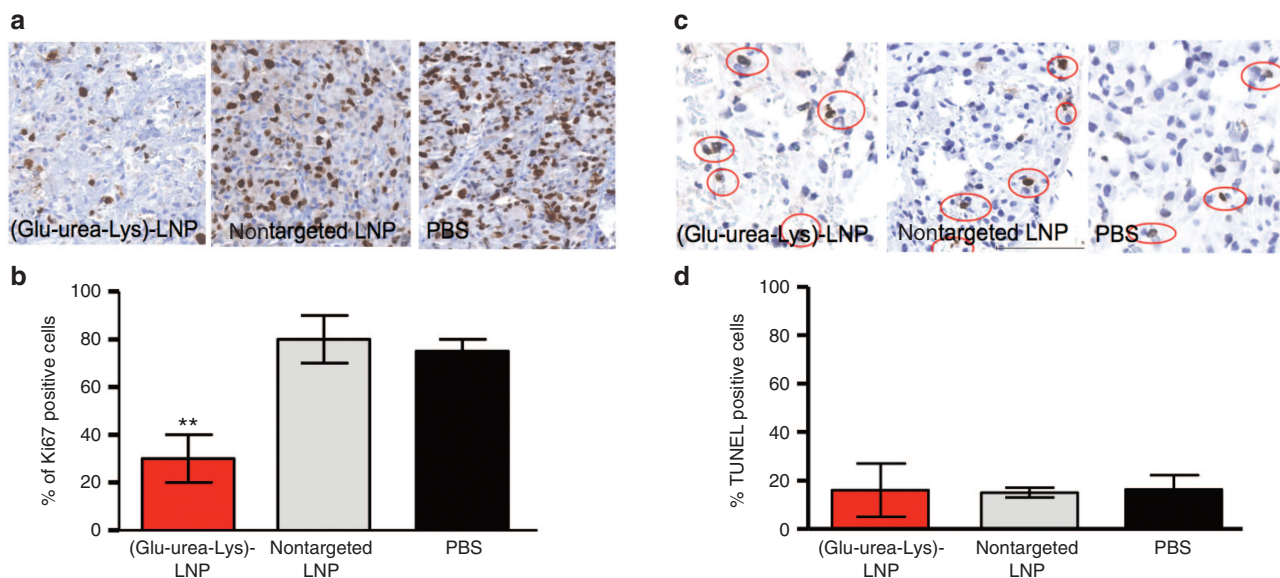 a
(Glu-urea-Lys)-LNP
Nontargeted LNP
PBS
b
% of Ki67 positive cells
100
80
60
40
20
0
**
(Glu-urea-Lys)-
LNP
Nontargeted
LNP
PBS
c
(Glu-urea-Lys)-LNP
Nontargeted LNP
PBS
d
% TUNEL positive cells
100
80
60
40
20
0
(Glu-urea-Lys)-
LNP
Nontargeted
LNP
PBS